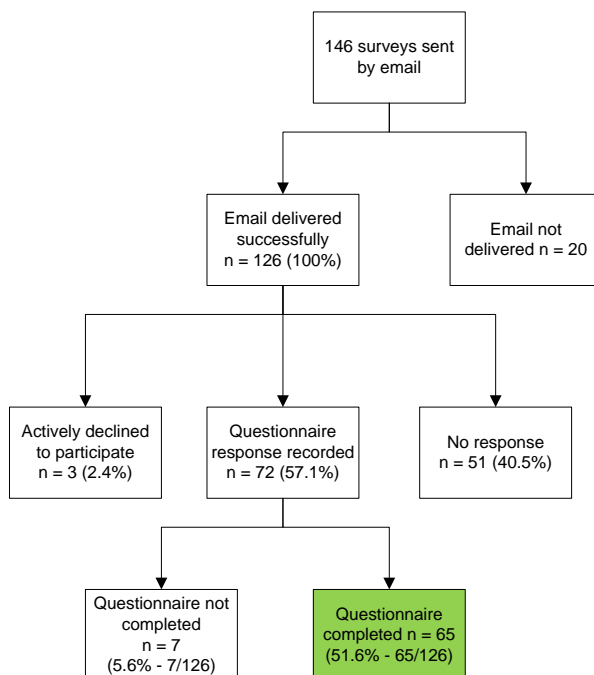 146 surveys sent
by email
Email delivered
successfully
n = 126 (100%)
Email not
delivered n = 20
Actively declined
to participate
n = 3 (2.4%)
Questionnaire
response recorded
n = 72 (57.1%)
No response
n = 51 (40.5%)
Questionnaire not
completed
n = 7
(5.6% - 7/126)
Questionnaire
completed n = 65
(51.6% - 65/126)